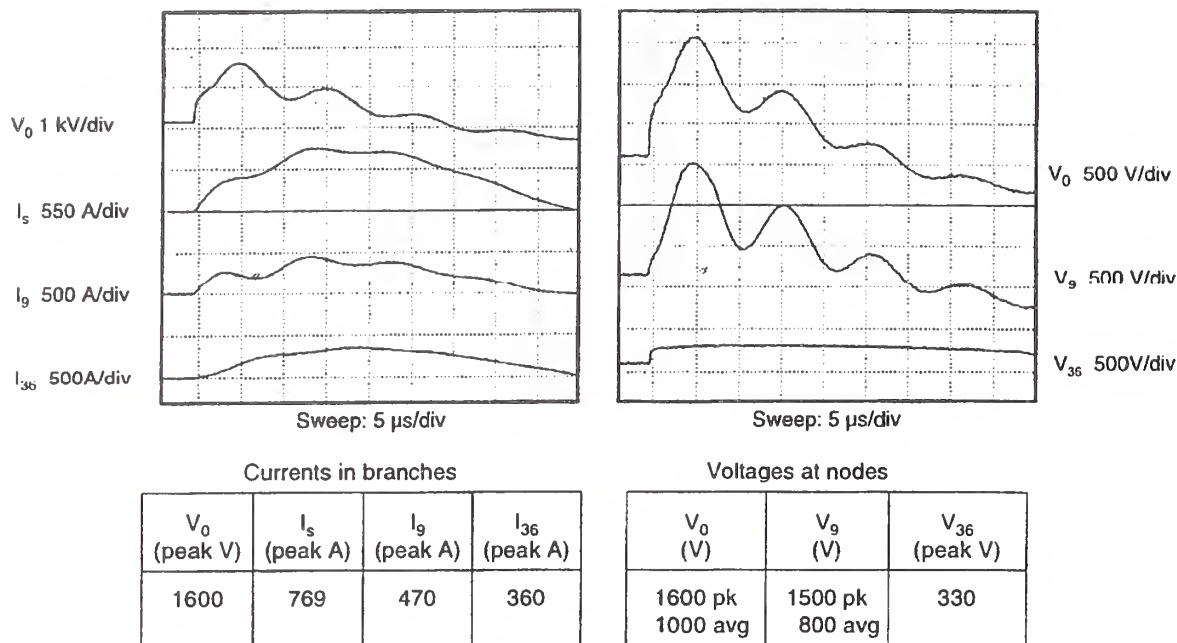 V₀ 1 kV/div
Iₛ 550 A/div
I₉ 500 A/div
I₃₆ 500A/div
Sweep: 5 µs/div
V₀ 500 V/div
V₉ 500 V/div
V₃₆ 500V/div
Sweep: 5 µs/div
Currents in branches
V₀ (peak V) Iₛ (peak A) I₉ (peak A) I₃₆ (peak A)
1600 769 470 360
Voltages at nodes
V₀ (V) V₉ (V) V₃₆ (peak V)
1600 pk 1500 pk 330
1000 avg 800 avg